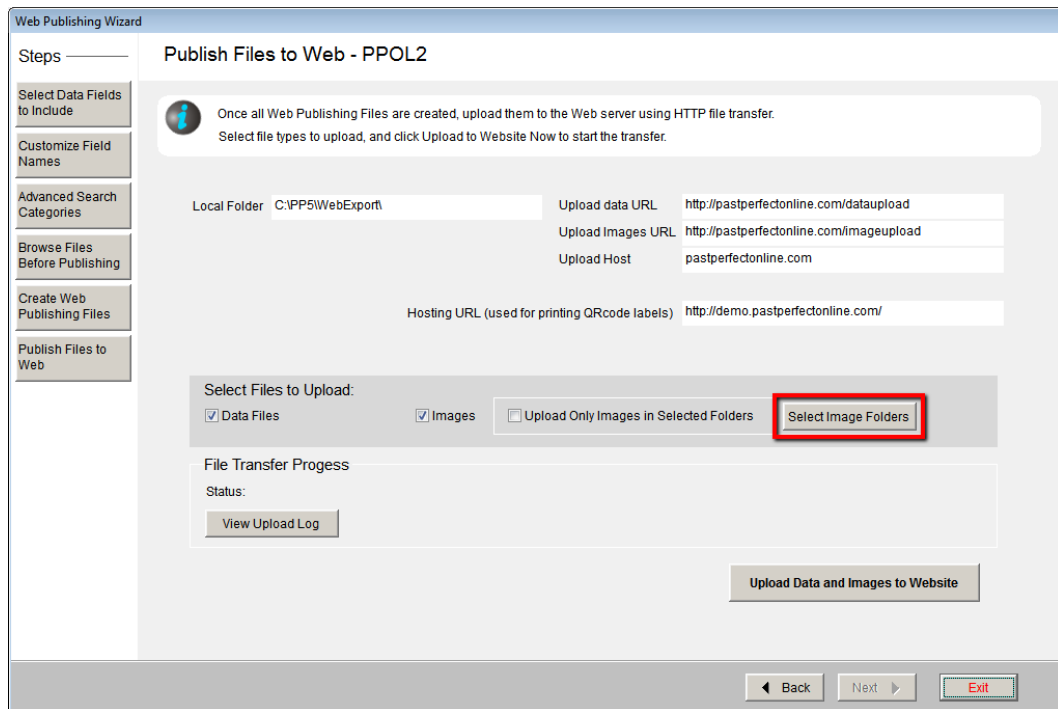 Web Publishing Wizard
Steps
Publish Files to Web - PPOL2
Select Data Fields
to Include
Customize Field
Names
Advanced Search
Categories
Browse Files
Before Publishing
Create Web
Publishing Files
Publish Files to
Web
Once all Web Publishing Files are created, upload them to the Web server using HTTP file transfer.
Select file types to upload, and click Upload to Website Now to start the transfer.
Local Folder C:\PP5\WebExport\
Upload data URL http://pastperfectonline.com/dataupload
Upload Images URL http://pastperfectonline.com/imageupload
Upload Host pastperfectonline.com
Hosting URL (used for printing QRcode labels) http://demo.pastperfectonline.com/
Select Files to Upload:
Data Files Images Upload Only Images in Selected Folders Select Image Folders
File Transfer Progess
Status:
View Upload Log
Upload Data and Images to Website
Back Next Exit